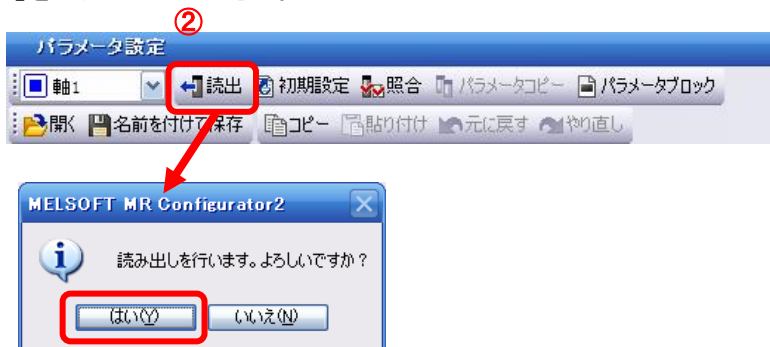 ②
パラメータ設定
軸1 読出 初期設定 照合 パラメータコピー パラメータブロック
開く 名前を付けて保存 コピー 貼り付け 元に戻す やり直し
MELSOFT MR Configurator2
読み出しを行います。よろしいですか?
はい(Y) いいえ(N)